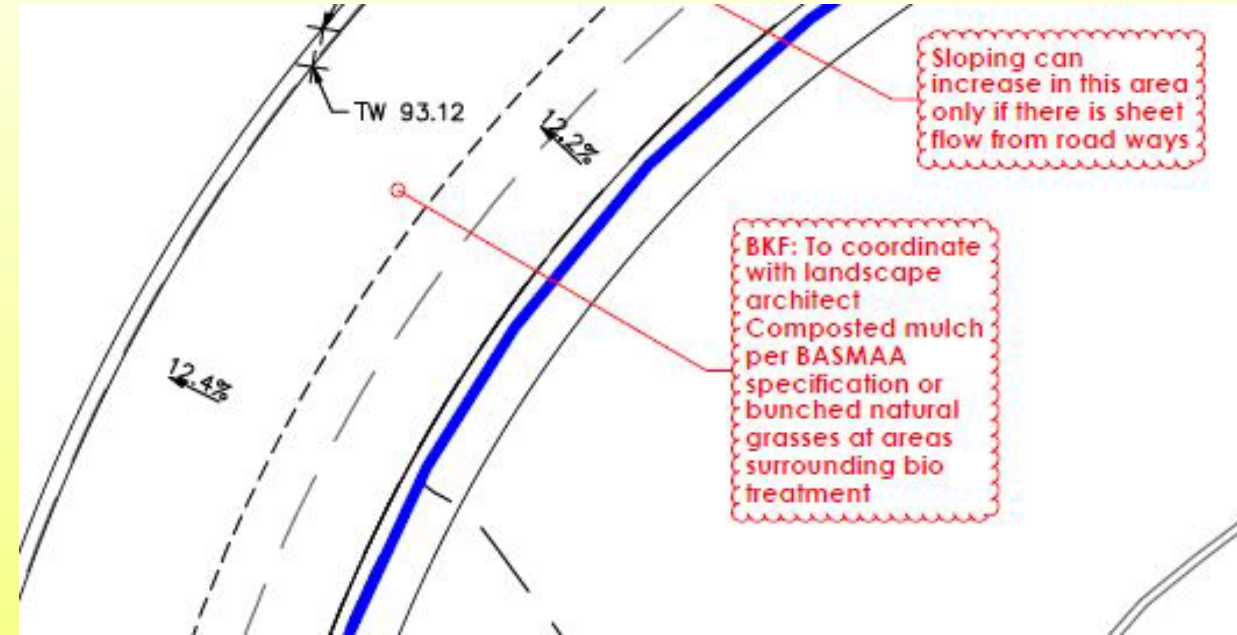 TW 93.12
12.2%
12.4%
Sloping can
increase in this area
only if there is sheet
flow from road ways
BKF: To coordinate
with landscape
architect
Composted mulch
per BASMAA
specification or
bunched natural
grasses at areas
surrounding bio
treatment